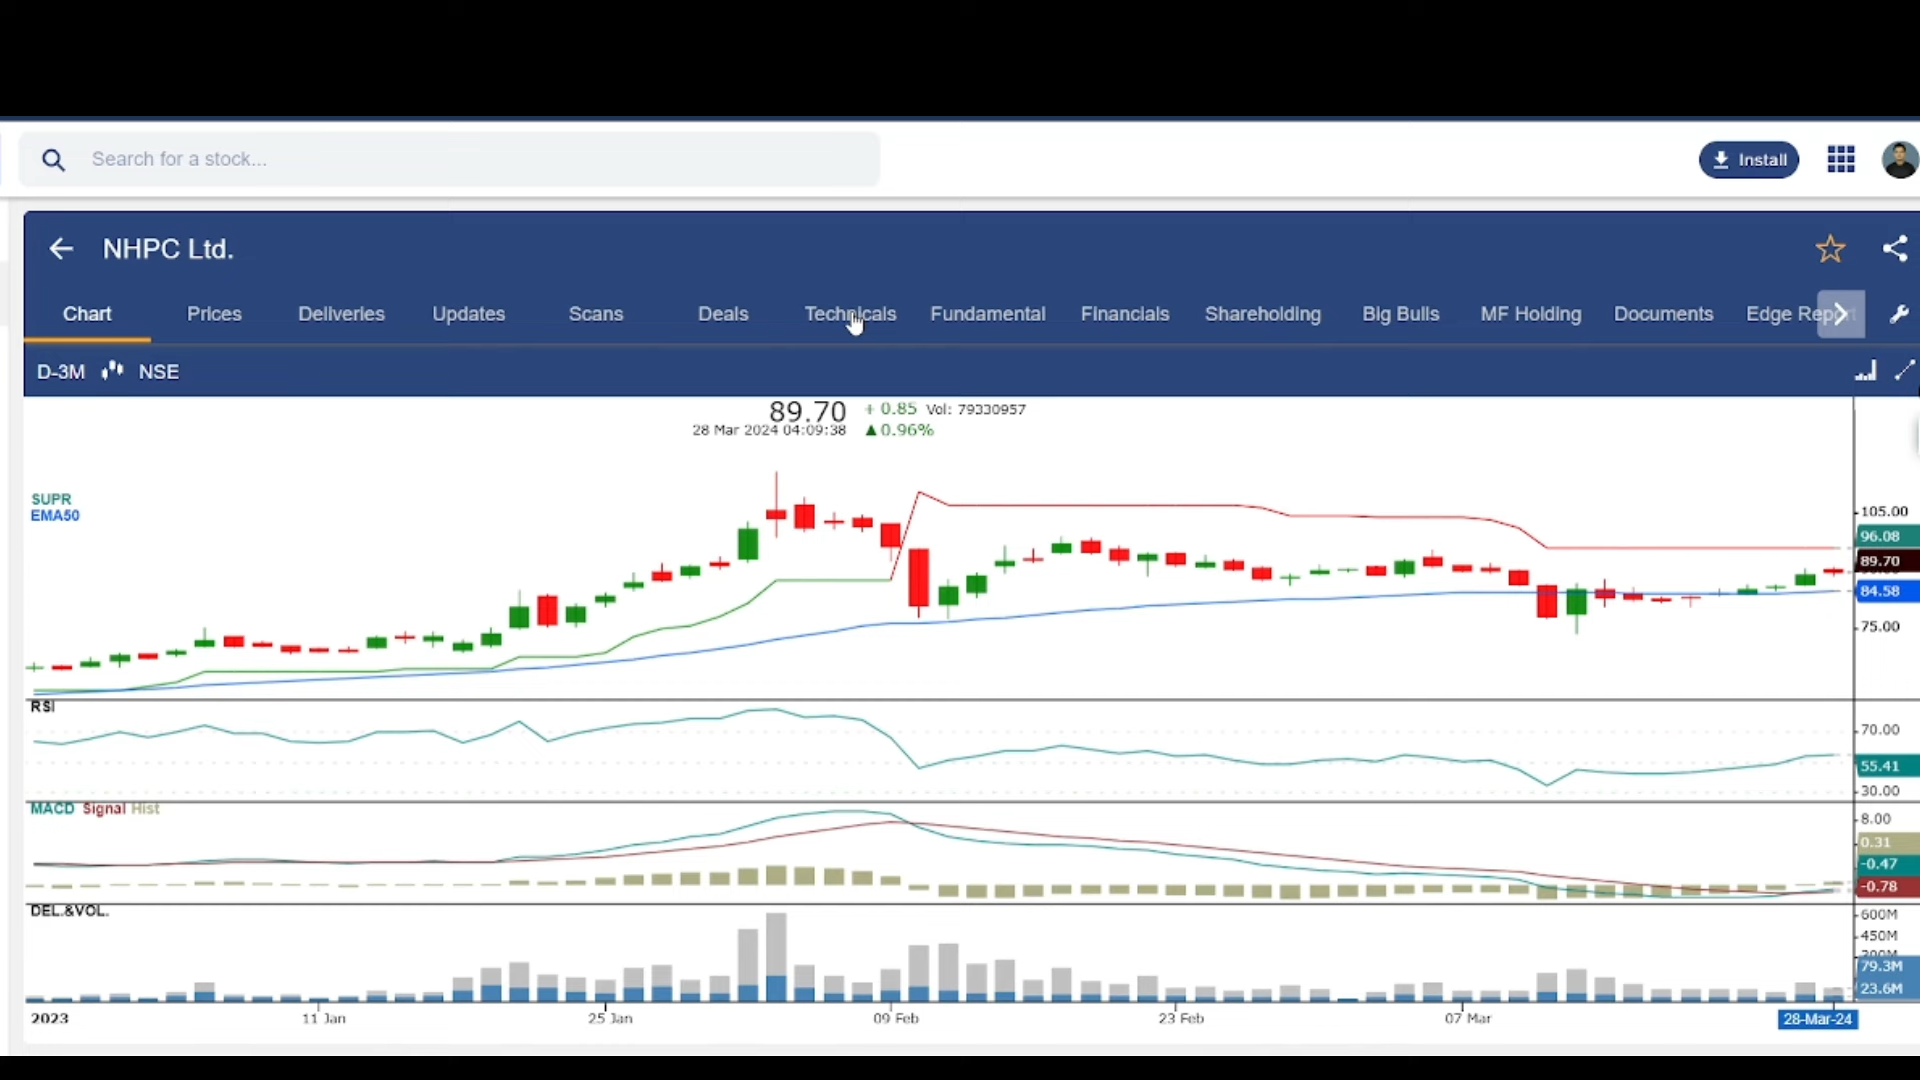 Search for a stock...
Install
NHPC Ltd.
Chart Prices Deliveries Updates Scans Deals Technicals Fundamental Financials Shareholding Big Bulls MF Holding Documents Edge Report
D-3M NSE
89.70 + 0.85 Vol: 79330957
28 Mar 2024 04:09:38 ▲0.96%
SUPR
EMA50
105.00
96.08
89.70
84.58
75.00
RSI
70.00
55.41
30.00
MACD Signal Hist
8.00
0.31
-0.47
-0.78
DEL.&VOL.
600M
450M
79.3M
23.6M
2023 11 Jan 25 Jan 09 Feb 23 Feb 07 Mar 28-Mar-24